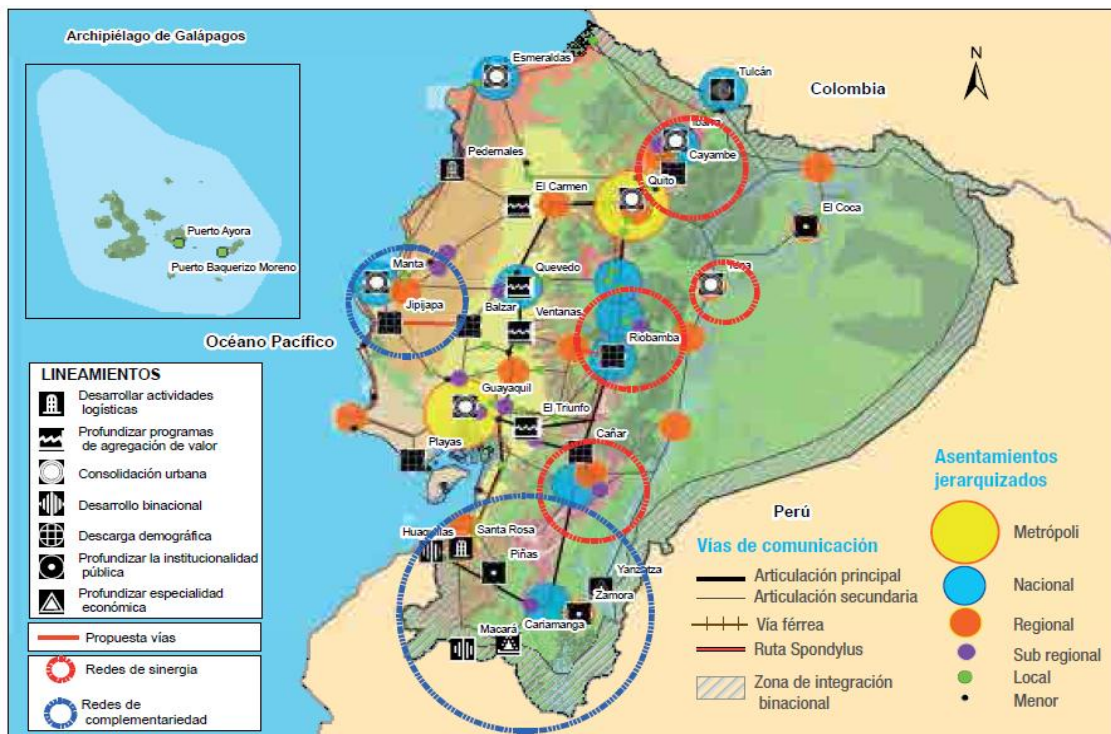 Archipiélago de Galápagos
Puerto Ayora
Puerto Baquerizo Moreno
Esmeraldas
Tulcán
Colombia
N
Ibarra
Pedernales
Cayambe
Quito
El Carmen
El Coca
Manta
Quevedo
Tena
Jipijapa
Balzar
Ventanas
Océano Pacífico
Riobamba
Guayaquil
El Triunfo
Playas
Cañar
Perú
Huaquillas
Santa Rosa
Piñas
Yantzatza
Zamora
Macará
Cariamanga
LINEAMIENTOS
Desarrollar actividades
logísticas
Profundizar programas
de agregación de valor
Consolidación urbana
Desarrollo binacional
Descarga demográfica
Profundizar la institucionalidad
pública
Profundizar especialidad
económica
Propuesta vías
Redes de sinergia
Redes de
complementariedad
Vías de comunicación
Articulación principal
Articulación secundaria
Vía férrea
Ruta Spondylus
Zona de integración
binacional
Asentamientos
jerarquizados
Metrópoli
Nacional
Regional
Sub regional
Local
Menor